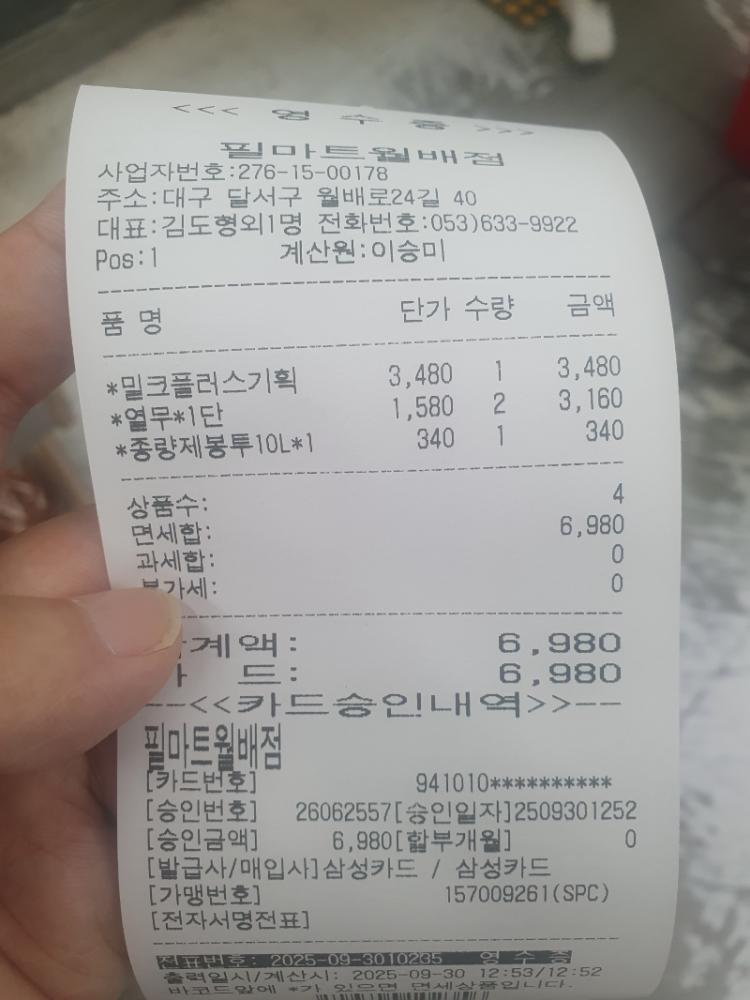 <<< 영 수 증 >>>
필마트월배점
사업자번호:276-15-00178
주소:대구 달서구 월배로24길 40
대표:김도형외1명 전화번호:053)633-9922
Pos:1 계산원:이승미
품 명 단가 수량 금액
*밀크플러스기획 3,480 1 3,480
*열무*1단 1,580 2 3,160
*종량제봉투10L*1 340 1 340
상품수: 4
면세합: 6,980
과세합: 0
부가세: 0
계액: 6,980
드: 6,980
--<<카드승인내역>>--
필마트월배점
[카드번호] 941010**********
[승인번호] 26062557[승인일자]2509301252
[승인금액] 6,980[할부개월] 0
[발급사/매입사]삼성카드 / 삼성카드
[가맹번호] 157009261(SPC)
[전자서명전표]
전표번호: 2025-09-3010235 영 수 증
출력일시/계산시: 2025-09-30 12:53/12:52
바코드앞에 *가 있으면 면세상품입니다.